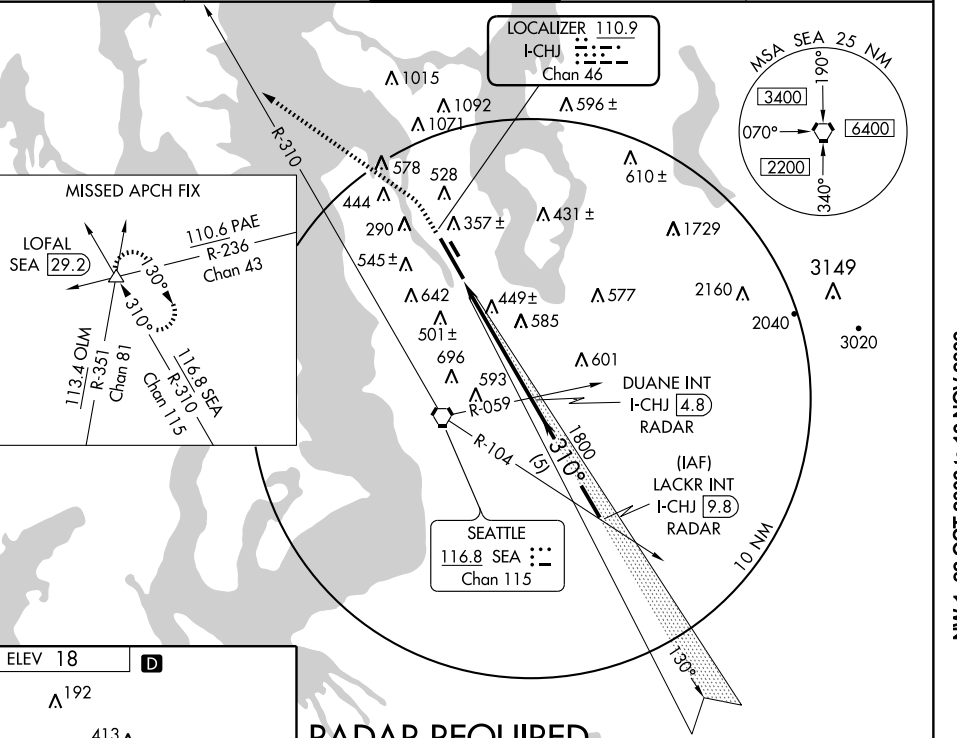 LOCALIZER 110.9
I-CHJ
Chan 46
MSA SEA 25 NM
190°
3400
070°
6400
2200
340°
1015
1092
1071
596 ±
R-310
578
528
610 ±
444
290
357 ±
431 ±
1729
545 ±
642
449 ±
577
2160
3149
501 ±
585
2040
3020
696
593
601
MISSED APCH FIX
LOFAL
SEA 29.2
110.6 PAE
R-236
Chan 43
130°
310°
113.4 OLM
R-351
Chan 81
116.8 SEA
R-310
Chan 115
R-059
DUANE INT
I-CHJ 4.8
RADAR
R-104
1800
310°
(5)
(IAF)
LACKR INT
I-CHJ 9.8
RADAR
SEATTLE
116.8 SEA
Chan 115
10 NM
130°
ELEV 18
D
192
413
RADAR REQUIRED